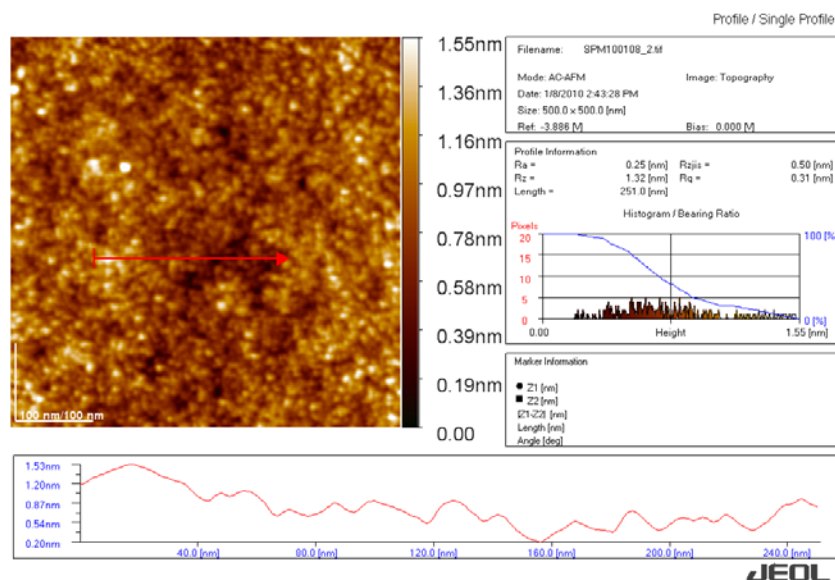 Profile / Single Profile
1.55nm
1.36nm
1.16nm
0.97nm
0.78nm
0.58nm
0.39nm
0.19nm
0.00
100 nm/100 nm
Filename: SPM100108_2.tif
Mode: AC-AFM Image: Topography
Date: 1/8/2010 2:43:28 PM
Size: 500.0 x 500.0 [nm]
Ref: -3.886 [V] Bias: 0.000 [V]
Profile Information
Ra = 0.25 [nm] Rzjis = 0.50 [nm]
Rz = 1.32 [nm] Rq = 0.31 [nm]
Length = 251.0 [nm]
Histogram / Bearing Ratio
Pixels
20 100 [%]
15
10
5
0 0 [%]
0.00 Height 1.55 [nm]
Marker Information
Z1 [nm]
Z2 [nm]
|Z1-Z2| [nm]
Length [nm]
Angle [deg]
1.53nm
1.20nm
0.87nm
0.54nm
0.20nm
40.0 [nm] 80.0 [nm] 120.0 [nm] 160.0 [nm] 200.0 [nm] 240.0 [nm]
JEOL